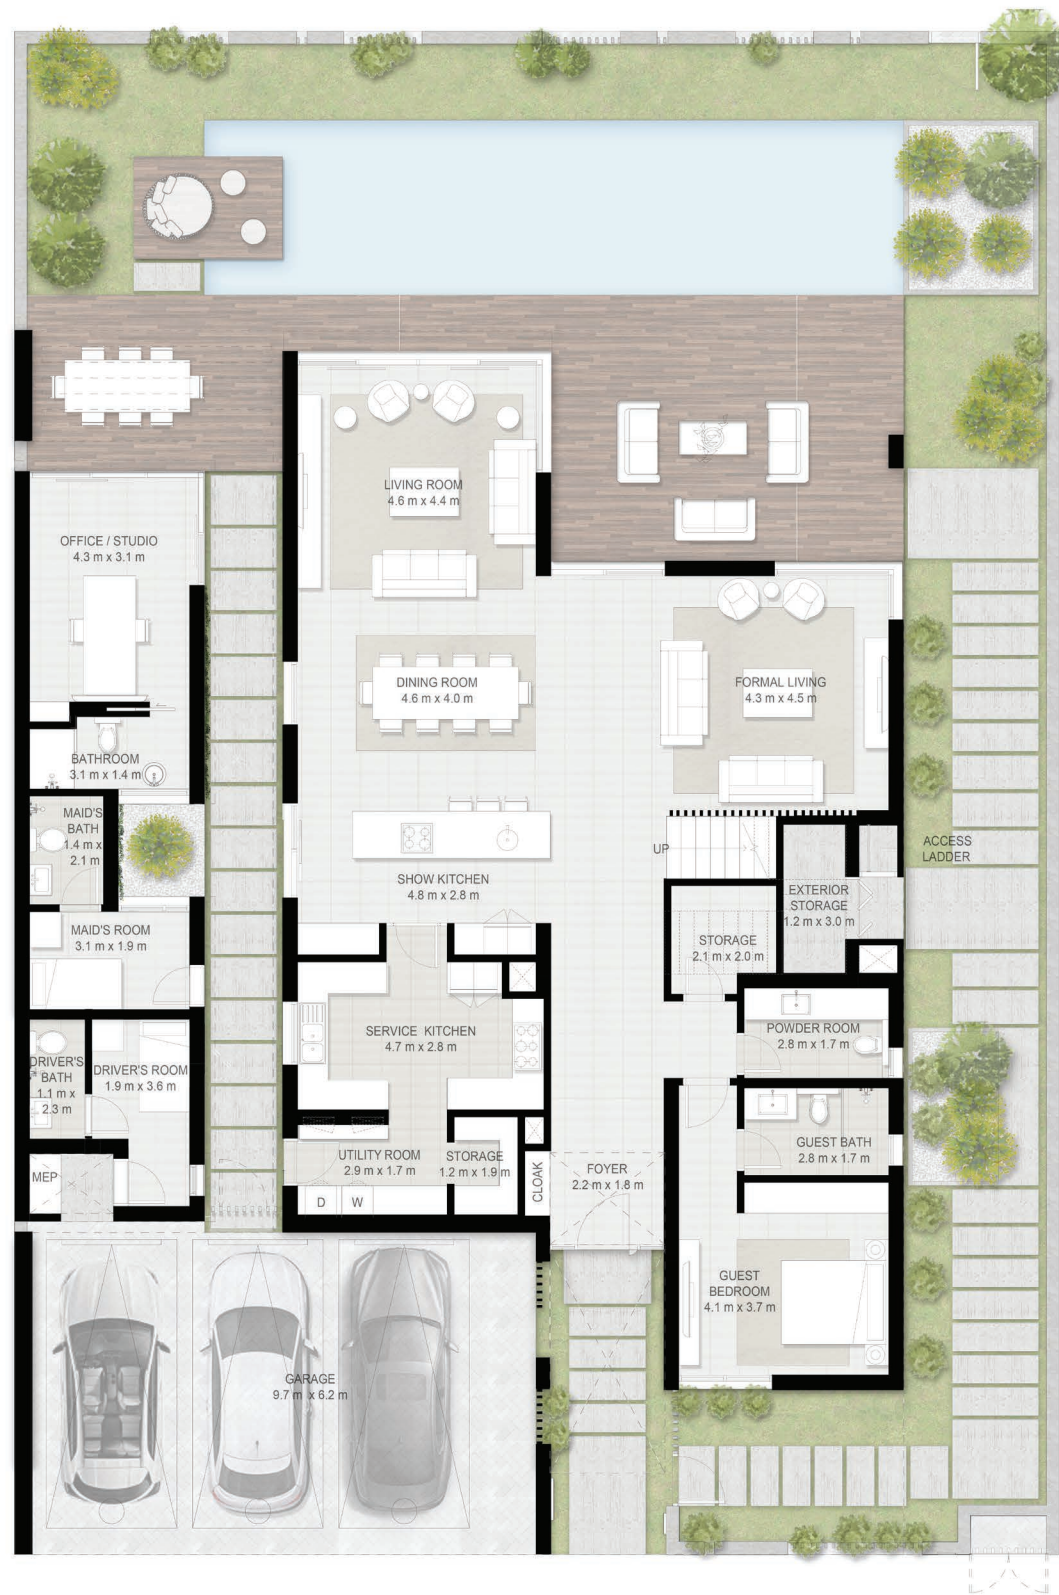 LIVING ROOM
4.6 m x 4.4 m
OFFICE / STUDIO
4.3 m x 3.1 m
DINING ROOM
4.6 m x 4.0 m
FORMAL LIVING
4.3 m x 4.5 m
BATHROOM
3.1 m x 1.4 m
MAID'S
BATH
1.4 m x
2.1 m
UP
ACCESS
LADDER
SHOW KITCHEN
4.8 m x 2.8 m
EXTERIOR
STORAGE
1.2 m x 3.0 m
MAID'S ROOM
3.1 m x 1.9 m
STORAGE
2.1 m x 2.0 m
SERVICE KITCHEN
4.7 m x 2.8 m
POWDER ROOM
2.8 m x 1.7 m
DRIVER'S
BATH
1.1 m x
2.3 m
DRIVER'S ROOM
1.9 m x 3.6 m
GUEST BATH
2.8 m x 1.7 m
UTILITY ROOM
2.9 m x 1.7 m
STORAGE
1.2 m x 1.9 m
CLOAK
FOYER
2.2 m x 1.8 m
MEP
D
W
GUEST
BEDROOM
4.1 m x 3.7 m
GARAGE
9.7 m x 6.2 m